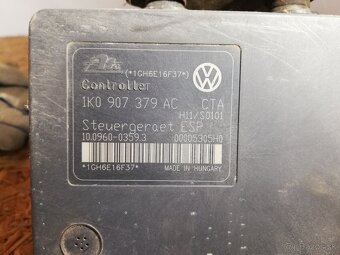 (*1GH6E16F37*)
Controller
1K0 907 379 AC CTA
H11/S0101
Steuergeraet ESP
10.0960-0359.3 00005305H0
*1GH6E16F37* MADE IN HUNGARY